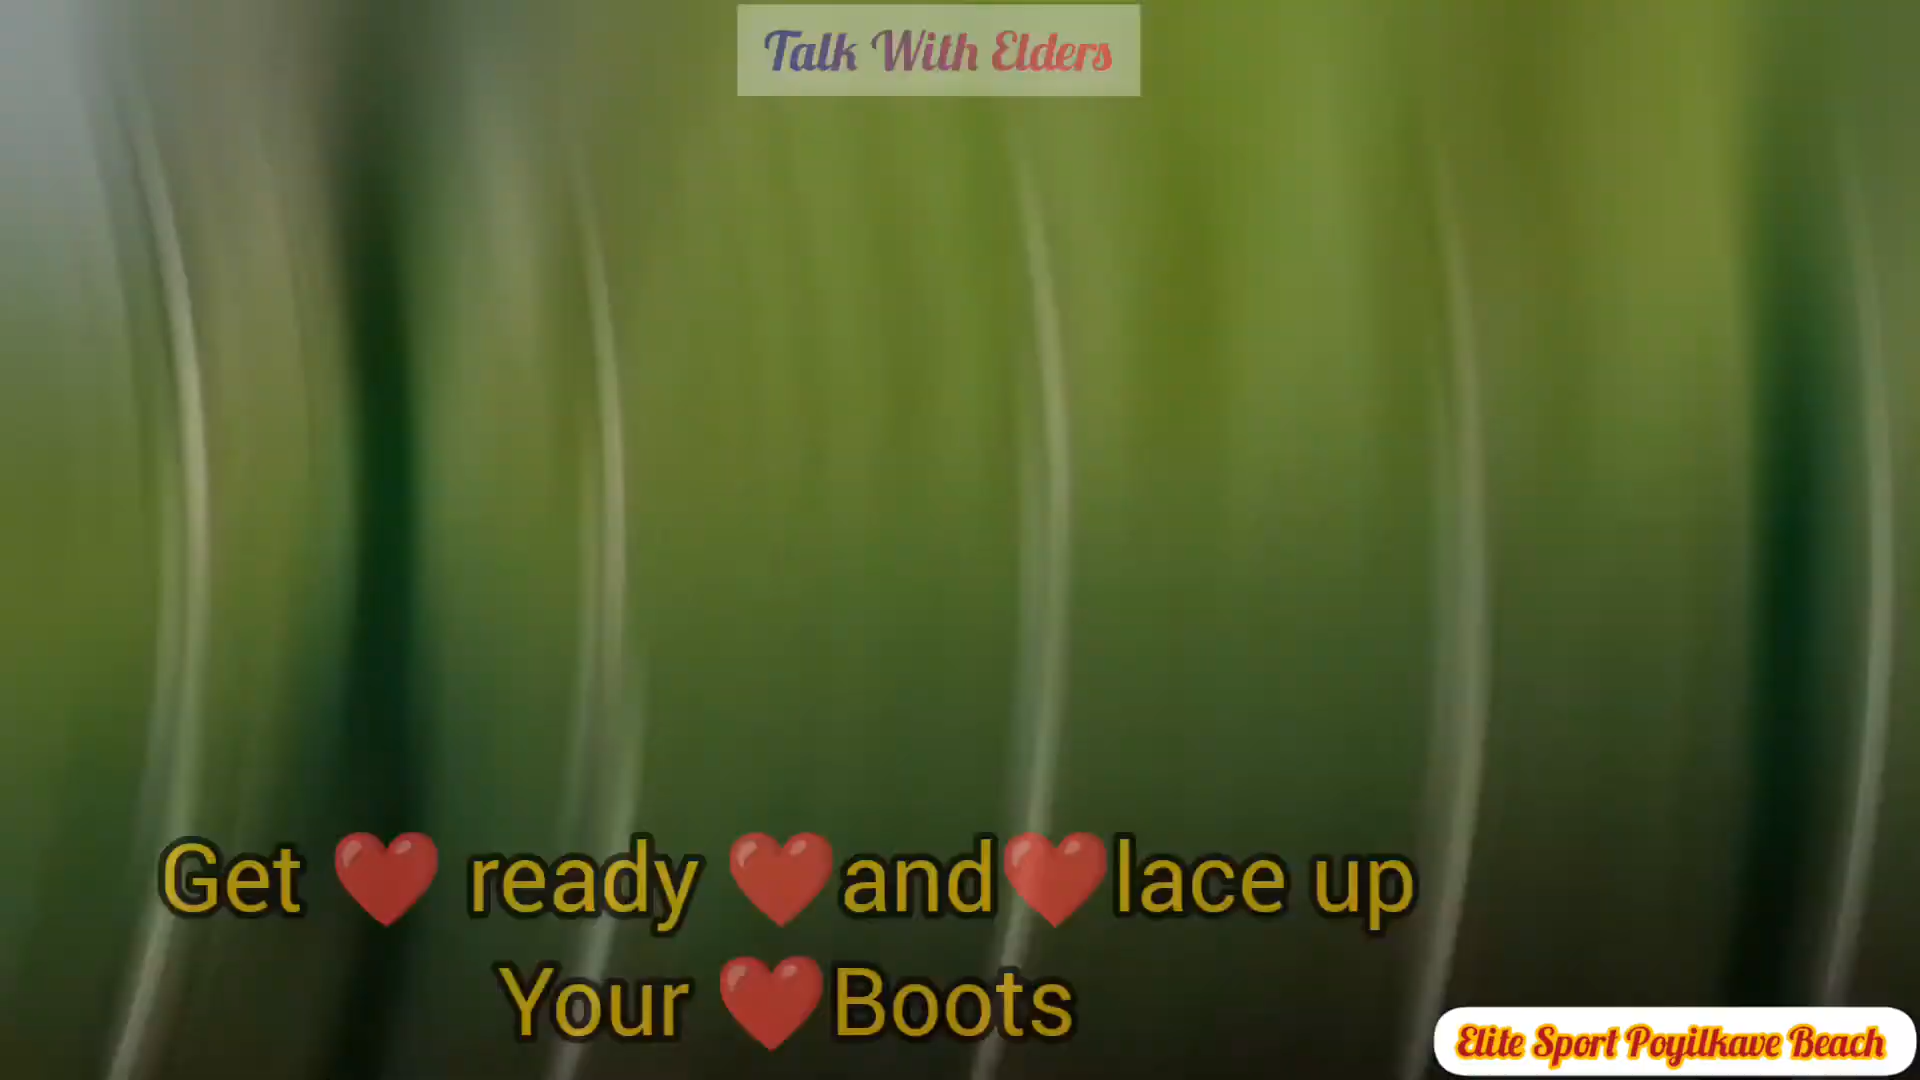 Talk With Elders
Get ❤️ ready ❤️and❤️lace up
Your ❤️Boots
Elite Sport Poyilkave Beach